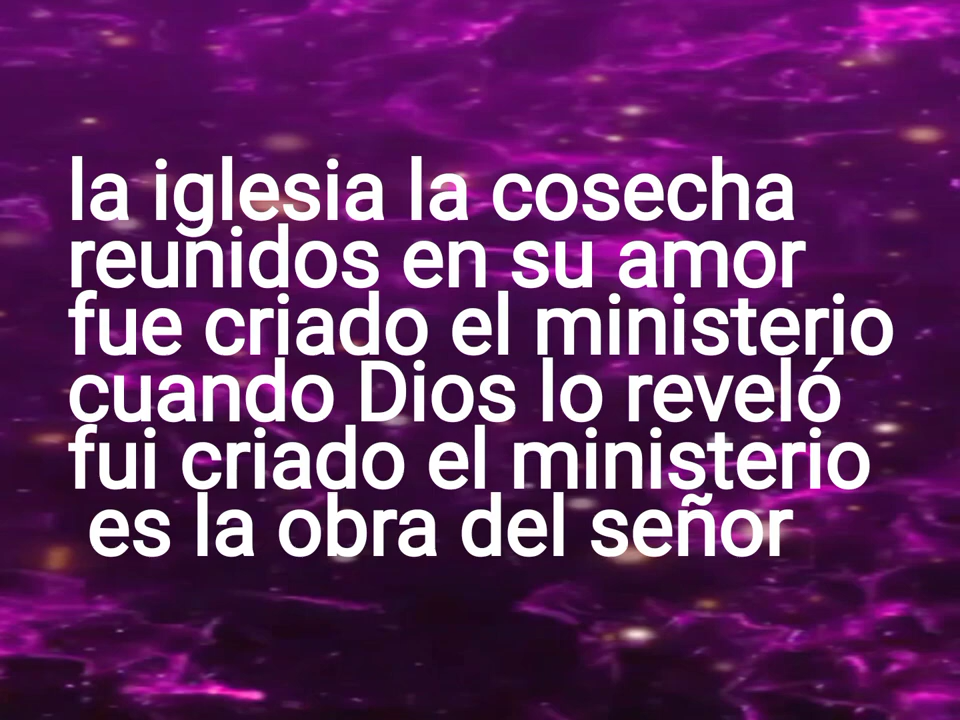 la iglesia la cosecha
reunidos en su amor
fue criado el ministerio
cuando Dios lo reveló
fui criado el ministerio
es la obra del señor